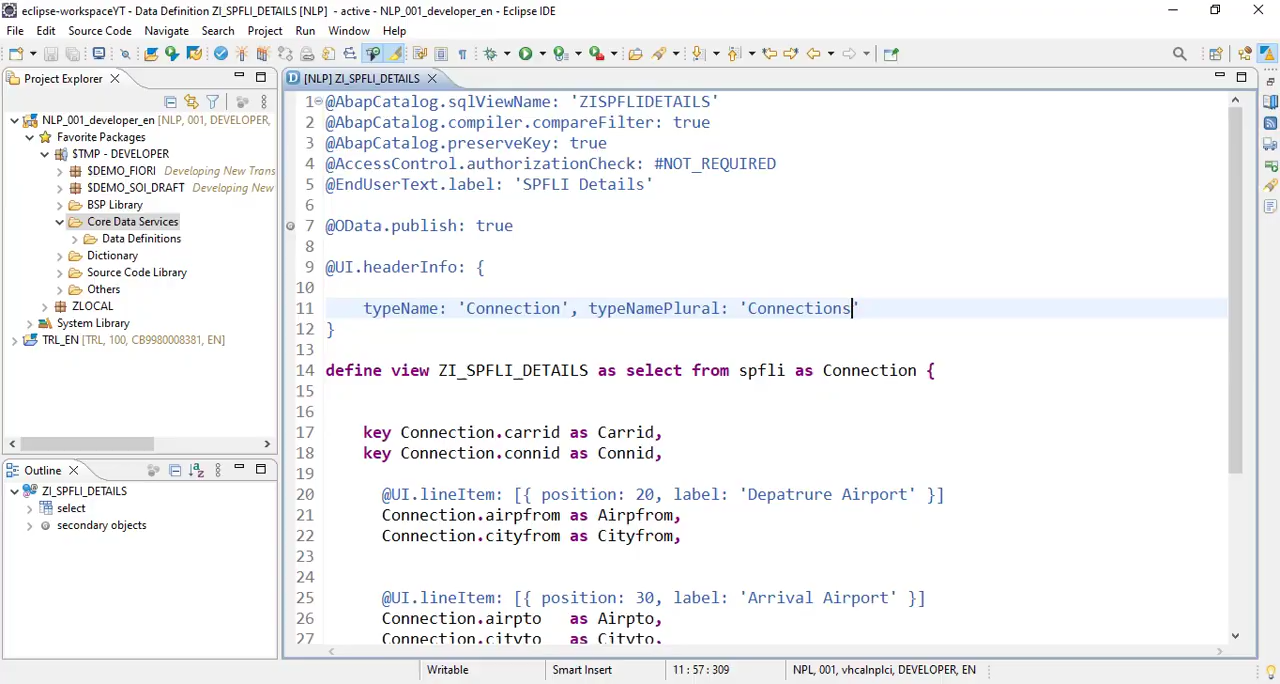 eclipse-workspaceYT - Data Definition ZI_SPFLI_DETAILS [NLP] - active - NLP_001_developer_en - Eclipse IDE
File Edit Source Code Navigate Search Project Run Window Help
Project Explorer
NLP_001_developer_en [NLP, 001, DEVELOPER,
Favorite Packages
$TMP - DEVELOPER
$DEMO_FIORI Developing New Trans
$DEMO_SOI_DRAFT Developing New
BSP Library
Core Data Services
Data Definitions
Dictionary
Source Code Library
Others
ZLOCAL
System Library
TRL_EN [TRL, 100, CB9980008381, EN]
Outline
ZI_SPFLI_DETAILS
select
secondary objects
[NLP] ZI_SPFLI_DETAILS
1 @AbapCatalog.sqlViewName: 'ZISPFLIDETAILS'
2 @AbapCatalog.compiler.compareFilter: true
3 @AbapCatalog.preserveKey: true
4 @AccessControl.authorizationCheck: #NOT_REQUIRED
5 @EndUserText.label: 'SPFLI Details'
6
7 @OData.publish: true
8
9 @UI.headerInfo: {
10
11 typeName: 'Connection', typeNamePlural: 'Connections'
12 }
13
14 define view ZI_SPFLI_DETAILS as select from spfli as Connection {
15
16
17 key Connection.carrid as Carrid,
18 key Connection.connid as Connid,
19
20 @UI.lineItem: [{ position: 20, label: 'Depatrure Airport' }]
21 Connection.airpfrom as Airpfrom,
22 Connection.cityfrom as Cityfrom,
23
24
25 @UI.lineItem: [{ position: 30, label: 'Arrival Airport' }]
26 Connection.airpto as Airpto,
27 Connection.cityto as Cityto,
Writable Smart Insert 11 : 57 : 309 NPL, 001, vhcalnplci, DEVELOPER, EN